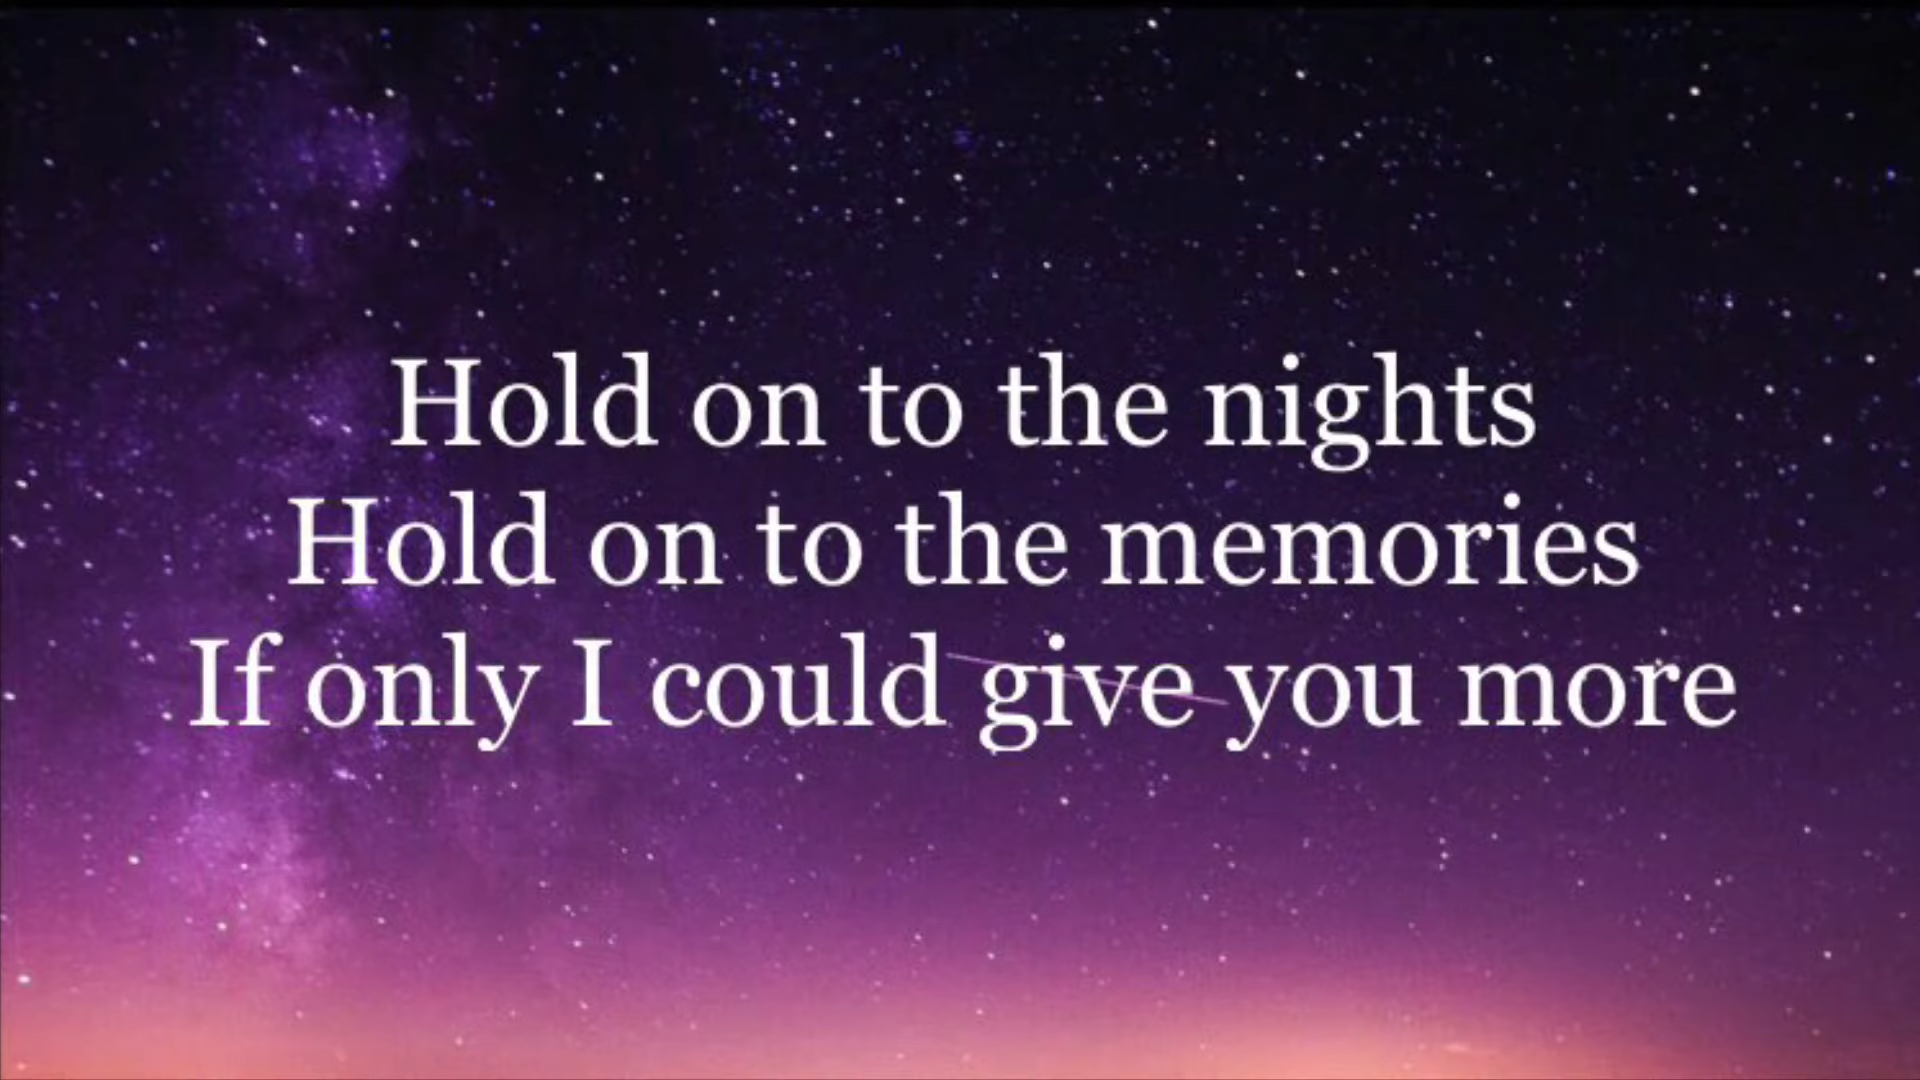 Hold on to the nights
Hold on to the memories
If only I could give you more